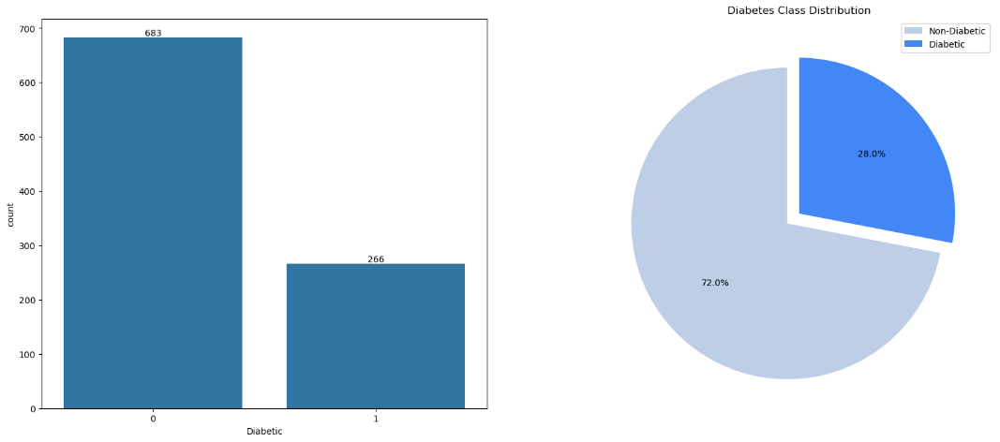 700
600
500
400
300
200
100
0
count
683
266
0
1
Diabetic
Diabetes Class Distribution
Non-Diabetic
Diabetic
28.0%
72.0%